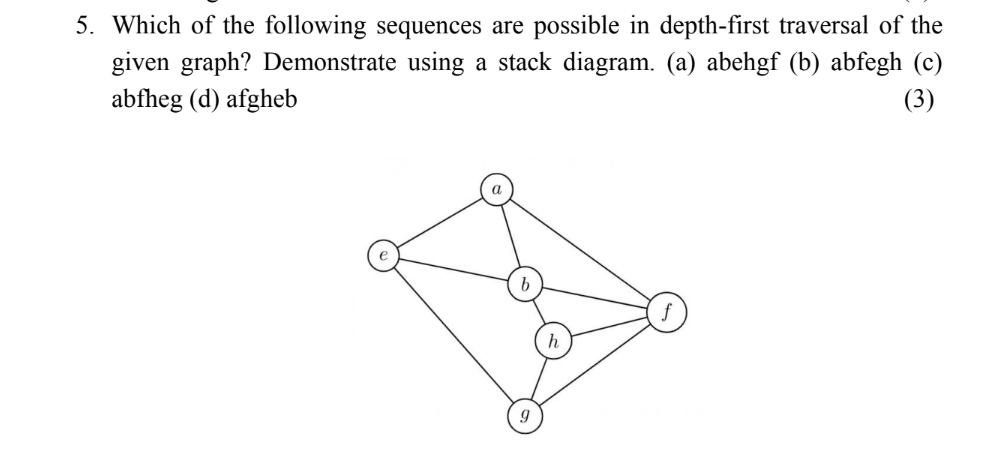 5. Which of the following sequences are possible in depth-first traversal of the
given graph? Demonstrate using a stack diagram. (a) abehgf (b) abfegh (c)
abfheg (d) afgheb (3)
a
e
b
f
h
g